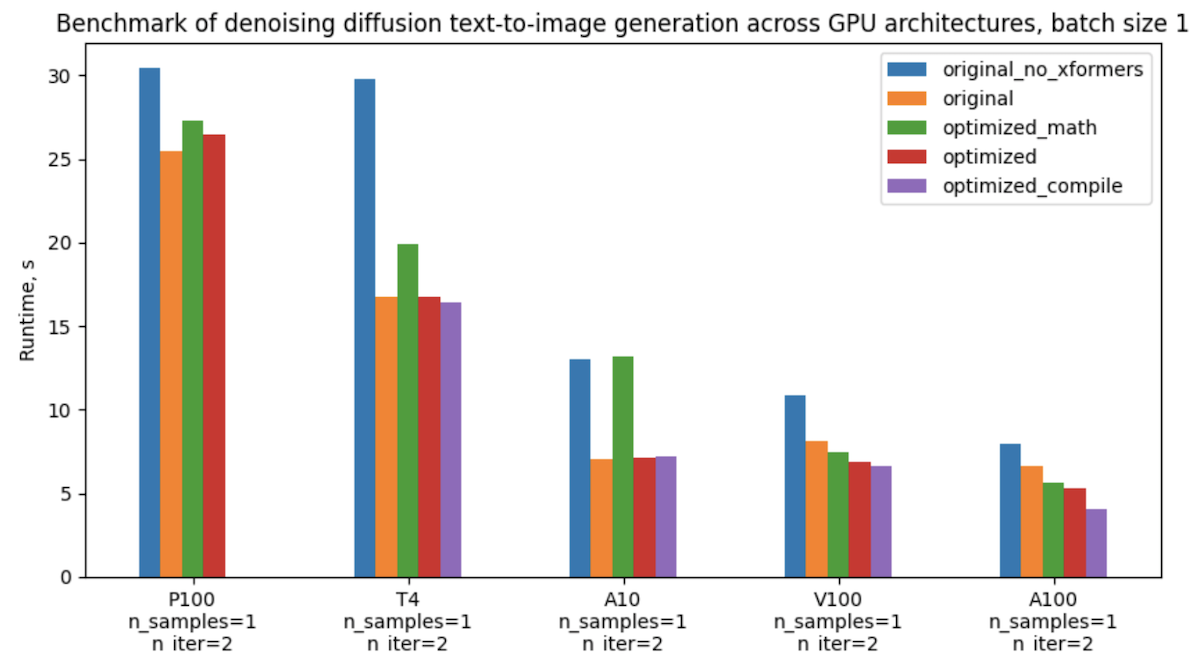 Benchmark of denoising diffusion text-to-image generation across GPU architectures, batch size 1
original_no_xformers
original
optimized_math
optimized
optimized_compile
Runtime, s
30
25
20
15
10
5
0
P100
n_samples=1
n_iter=2
T4
n_samples=1
n_iter=2
A10
n_samples=1
n_iter=2
V100
n_samples=1
n_iter=2
A100
n_samples=1
n_iter=2